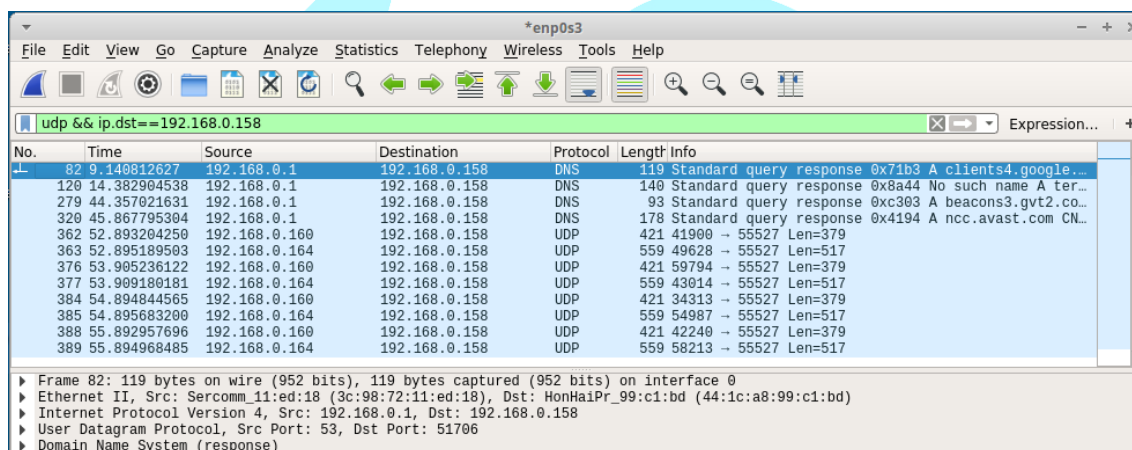 *enp0s3
File Edit View Go Capture Analyze Statistics Telephony Wireless Tools Help
udp && ip.dst==192.168.0.158 Expression... +
No. Time Source Destination Protocol Length Info
82 9.140812627 192.168.0.1 192.168.0.158 DNS 119 Standard query response 0x71b3 A clients4.google.…
120 14.382904538 192.168.0.1 192.168.0.158 DNS 140 Standard query response 0x8a44 No such name A ter…
279 44.357021631 192.168.0.1 192.168.0.158 DNS 93 Standard query response 0xc303 A beacons3.gvt2.co…
320 45.867795304 192.168.0.1 192.168.0.158 DNS 178 Standard query response 0x4194 A ncc.avast.com CN…
362 52.893204250 192.168.0.160 192.168.0.158 UDP 421 41900 → 55527 Len=379
363 52.895189503 192.168.0.164 192.168.0.158 UDP 559 49628 → 55527 Len=517
376 53.905236122 192.168.0.160 192.168.0.158 UDP 421 59794 → 55527 Len=379
377 53.909180181 192.168.0.164 192.168.0.158 UDP 559 43014 → 55527 Len=517
384 54.894844565 192.168.0.160 192.168.0.158 UDP 421 34313 → 55527 Len=379
385 54.895683200 192.168.0.164 192.168.0.158 UDP 559 54987 → 55527 Len=517
388 55.892957696 192.168.0.160 192.168.0.158 UDP 421 42240 → 55527 Len=379
389 55.894968485 192.168.0.164 192.168.0.158 UDP 559 58213 → 55527 Len=517
Frame 82: 119 bytes on wire (952 bits), 119 bytes captured (952 bits) on interface 0
Ethernet II, Src: Sercomm_11:ed:18 (3c:98:72:11:ed:18), Dst: HonHaiPr_99:c1:bd (44:1c:a8:99:c1:bd)
Internet Protocol Version 4, Src: 192.168.0.1, Dst: 192.168.0.158
User Datagram Protocol, Src Port: 53, Dst Port: 51706
Domain Name System (response)